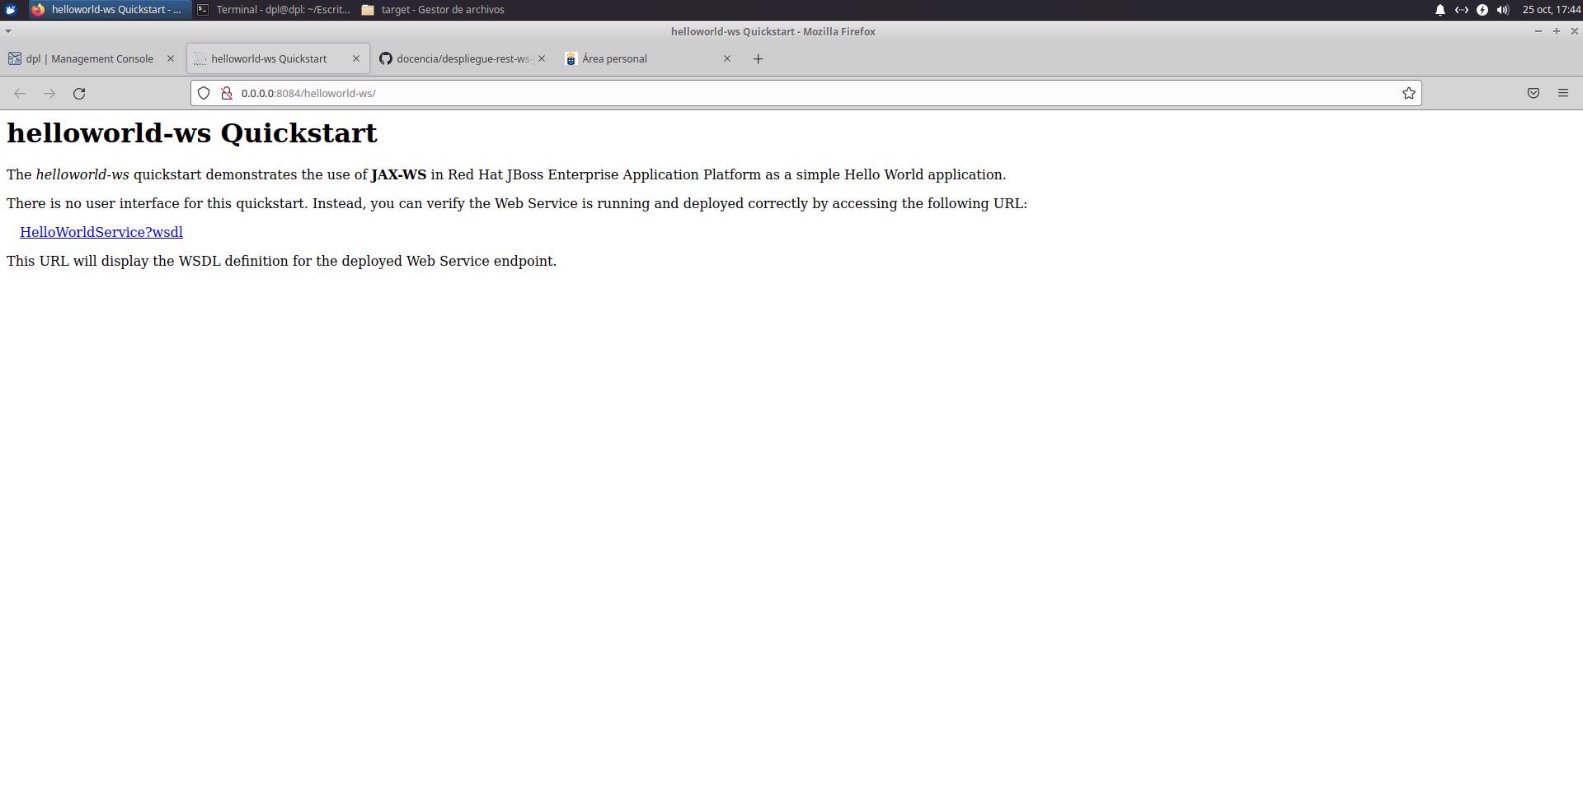 helloworld-ws Quickstart - ...
Terminal - dpl@dpl: ~/Escrit...
target - Gestor de archivos
25 oct, 17:44
helloworld-ws Quickstart - Mozilla Firefox
dpl | Management Console
helloworld-ws Quickstart
docencia/despliegue-rest-ws-
Área personal
0.0.0.0:8084/helloworld-ws/
helloworld-ws Quickstart
The helloworld-ws quickstart demonstrates the use of JAX-WS in Red Hat JBoss Enterprise Application Platform as a simple Hello World application.
There is no user interface for this quickstart. Instead, you can verify the Web Service is running and deployed correctly by accessing the following URL:
HelloWorldService?wsdl
This URL will display the WSDL definition for the deployed Web Service endpoint.